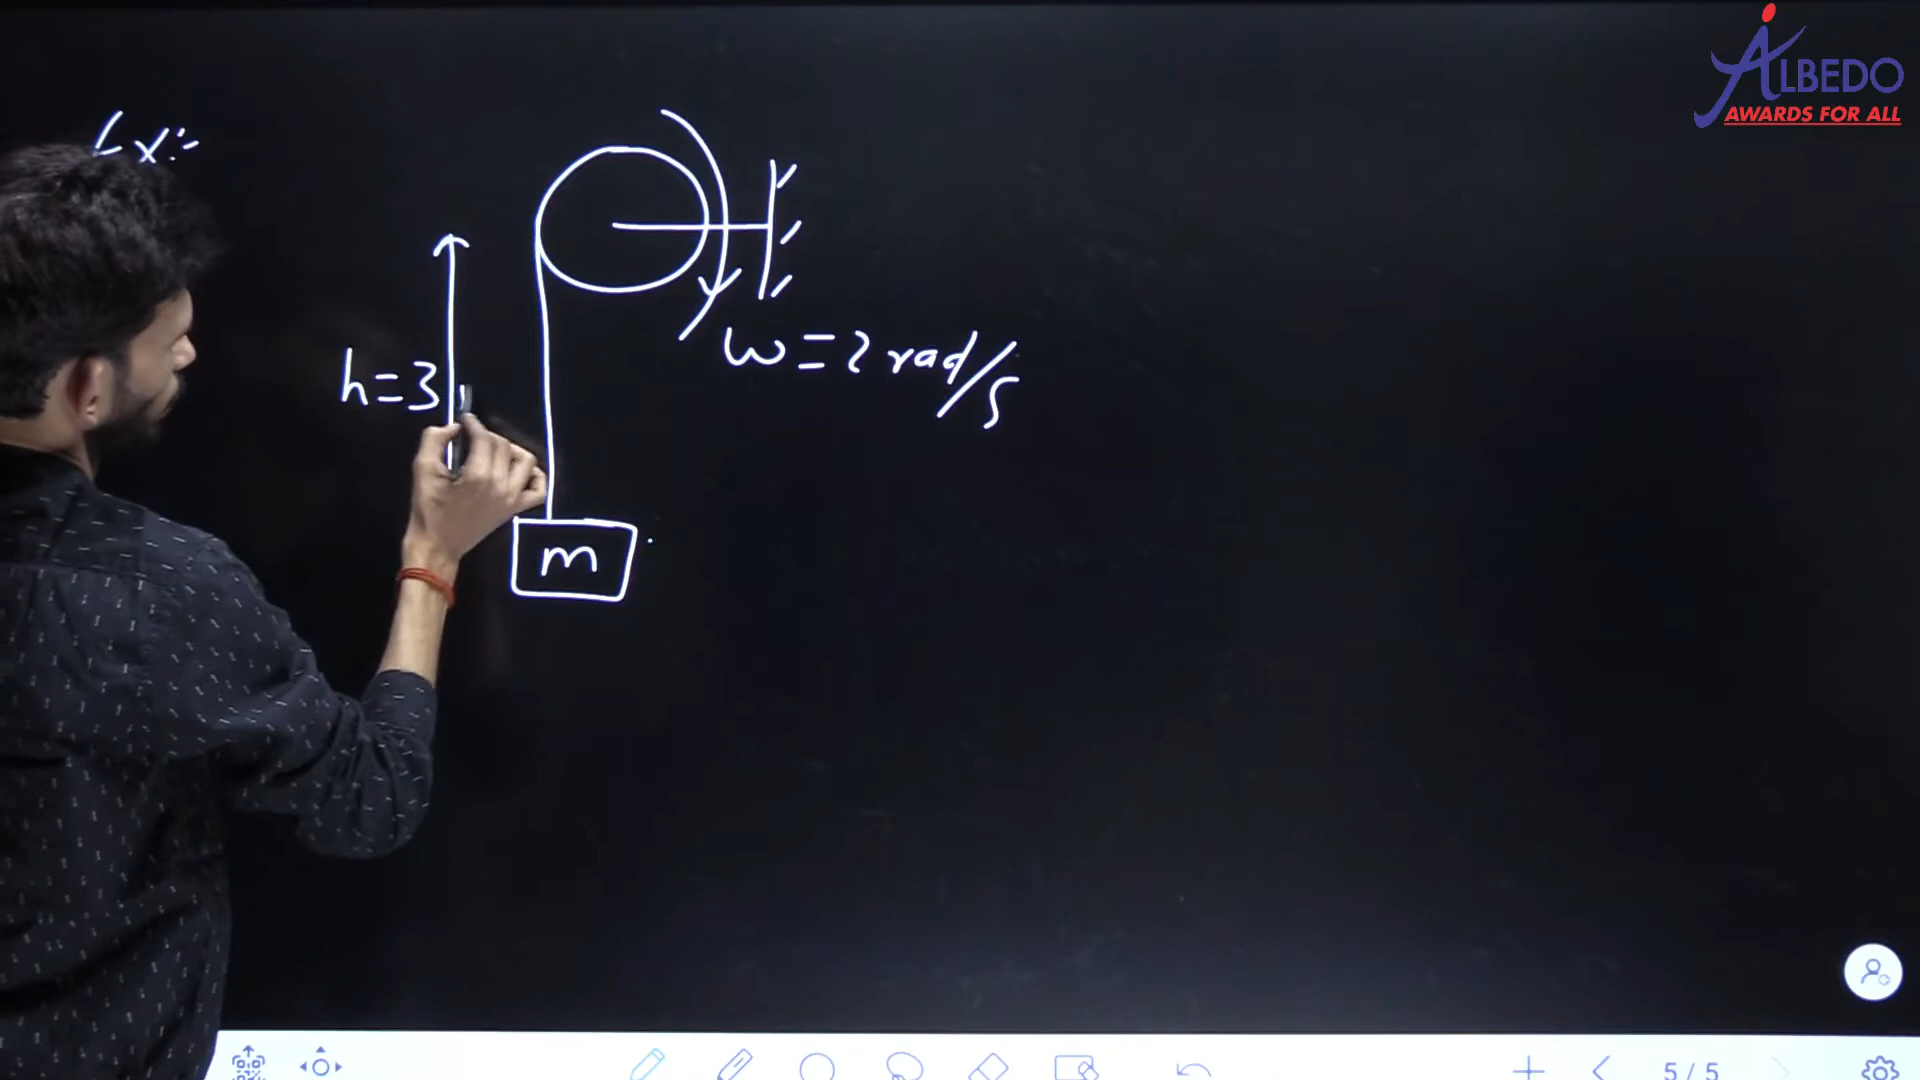 ALBEDO
AWARDS FOR ALL
Ex:-
h=3
ω=2 rad/s
m
5/5